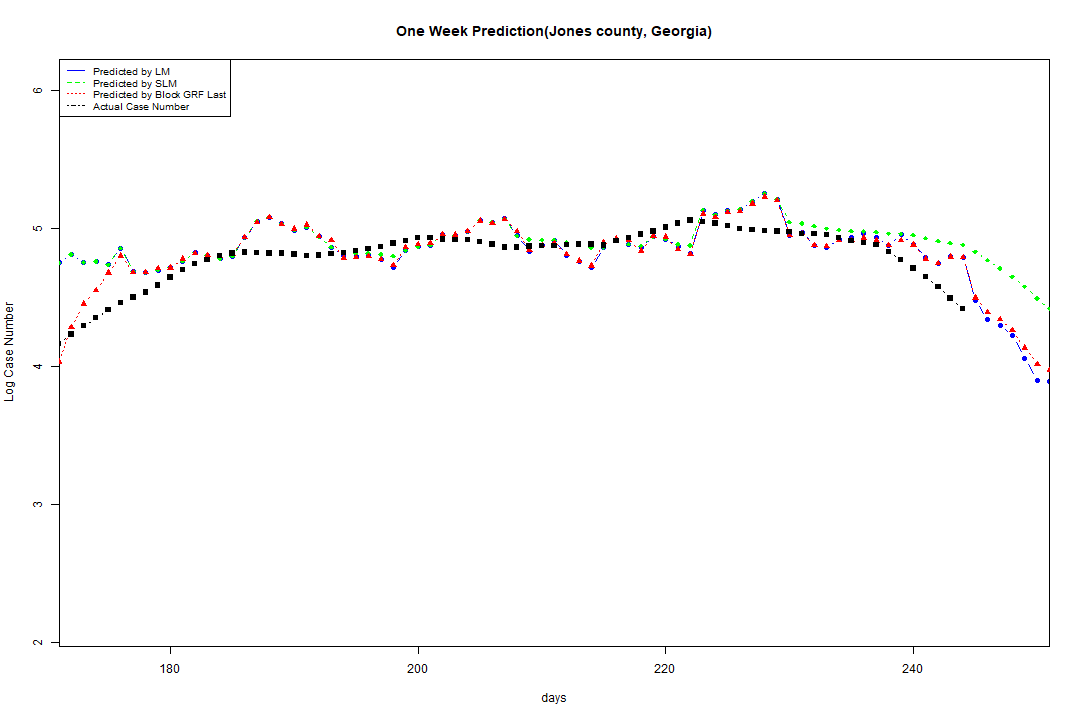 One Week Prediction(Jones county, Georgia)
Predicted by LM
Predicted by SLM
Predicted by Block GRF Last
Actual Case Number
6
5
4
3
2
Log Case Number
180 200 220 240
days